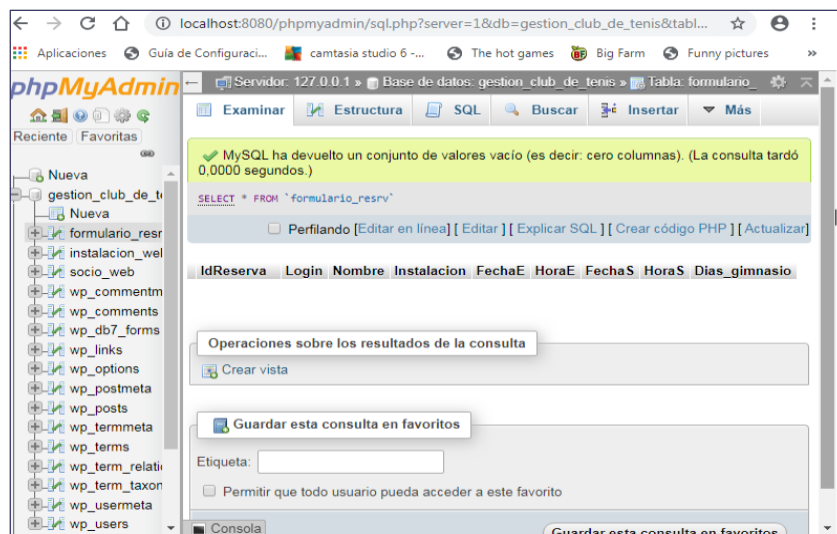 localhost:8080/phpmyadmin/sql.php?server=1&db=gestion_club_de_tenis&tabl...
Aplicaciones Guía de Configuraci... camtasia studio 6 -... The hot games Big Farm Funny pictures »
phpMyAdmin
Reciente Favoritas
Nueva
gestion_club_de_te
Nueva
formulario_resr
instalacion_wel
socio_web
wp_commentm
wp_comments
wp_db7_forms
wp_links
wp_options
wp_postmeta
wp_posts
wp_termmeta
wp_terms
wp_term_relatio
wp_term_taxon
wp_usermeta
wp_users
Servidor: 127.0.0.1 » Base de datos: gestion_club_de_tenis » Tabla: formulario_
Examinar Estructura SQL Buscar Insertar Más
MySQL ha devuelto un conjunto de valores vacío (es decir: cero columnas). (La consulta tardó
0,0000 segundos.)
SELECT * FROM `formulario_resrv`
Perfilando [Editar en línea] [ Editar ] [ Explicar SQL ] [ Crear código PHP ] [ Actualizar]
IdReserva Login Nombre Instalacion FechaE HoraE FechaS HoraS Dias_gimnasio
Operaciones sobre los resultados de la consulta
Crear vista
Guardar esta consulta en favoritos
Etiqueta:
Permitir que todo usuario pueda acceder a este favorito
Consola
Guardar esta consulta en favoritos